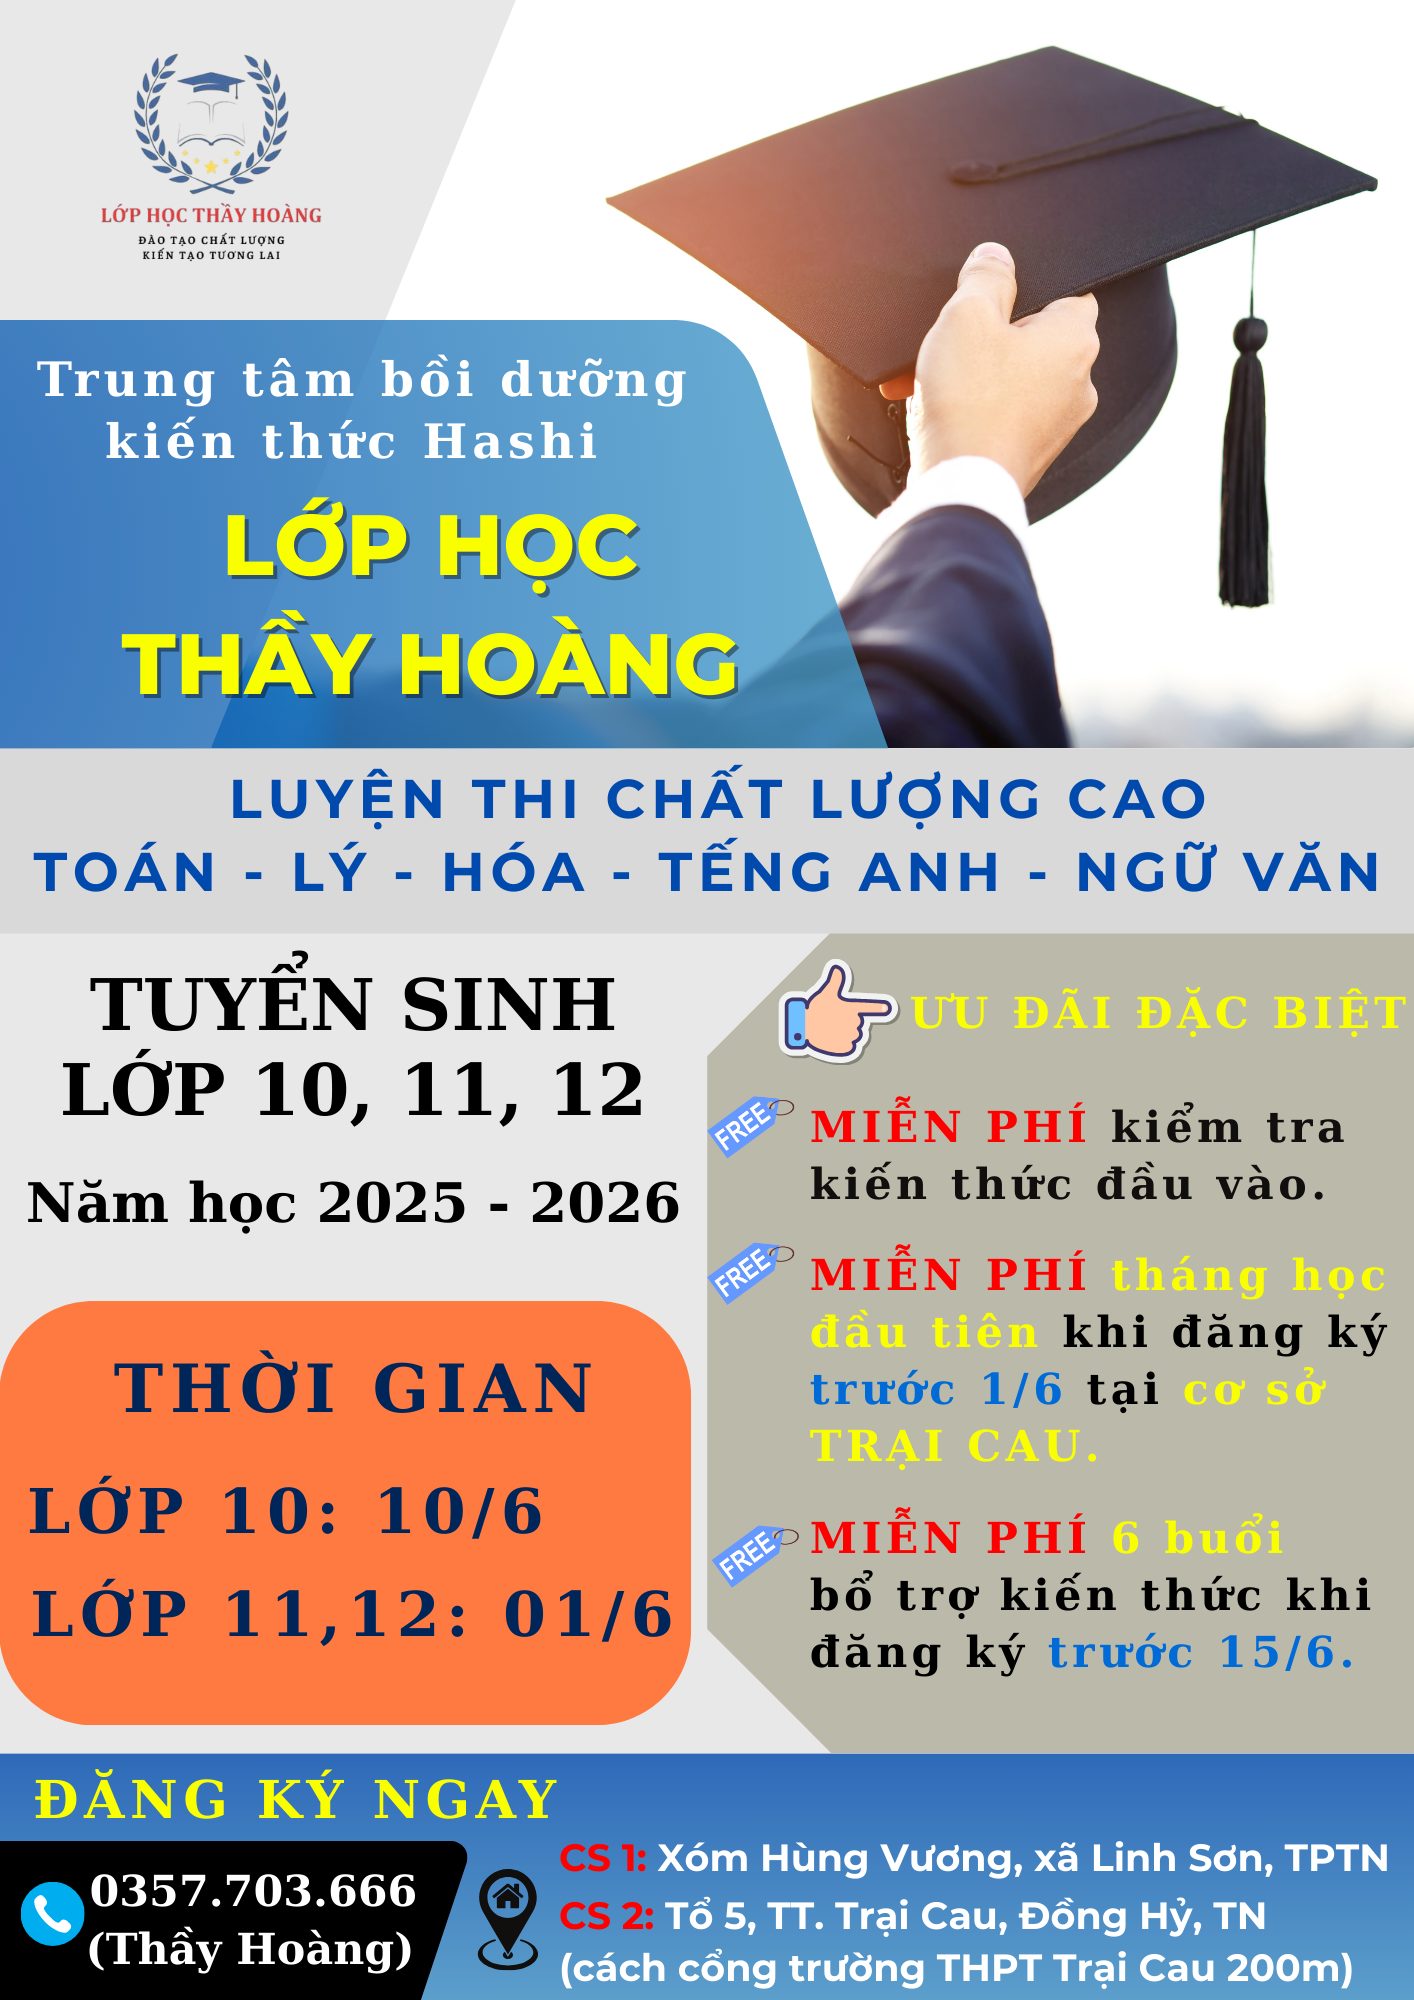 LỚP HỌC THẦY HOÀNG
ĐÀO TẠO CHẤT LƯỢNG
KIẾN TẠO TƯƠNG LAI
Trung tâm bồi dưỡng
kiến thức Hashi
LỚP HỌC
THẦY HOÀNG
LUYỆN THI CHẤT LƯỢNG CAO
TOÁN - LÝ - HÓA - TẾNG ANH - NGỮ VĂN
TUYỂN SINH
LỚP 10, 11, 12
Năm học 2025 - 2026
THỜI GIAN
LỚP 10: 10/6
LỚP 11,12: 01/6
ƯU ĐÃI ĐẶC BIỆT
FREE
MIỄN PHÍ kiểm tra
kiến thức đầu vào.
FREE
MIỄN PHÍ tháng học
đầu tiên khi đăng ký
trước 1/6 tại cơ sở
TRẠI CAU.
FREE
MIỄN PHÍ 6 buổi
bổ trợ kiến thức khi
đăng ký trước 15/6.
ĐĂNG KÝ NGAY
0357.703.666
(Thầy Hoàng)
CS 1: Xóm Hùng Vương, xã Linh Sơn, TPTN
CS 2: Tổ 5, TT. Trại Cau, Đồng Hỷ, TN
(cách cổng trường THPT Trại Cau 200m)